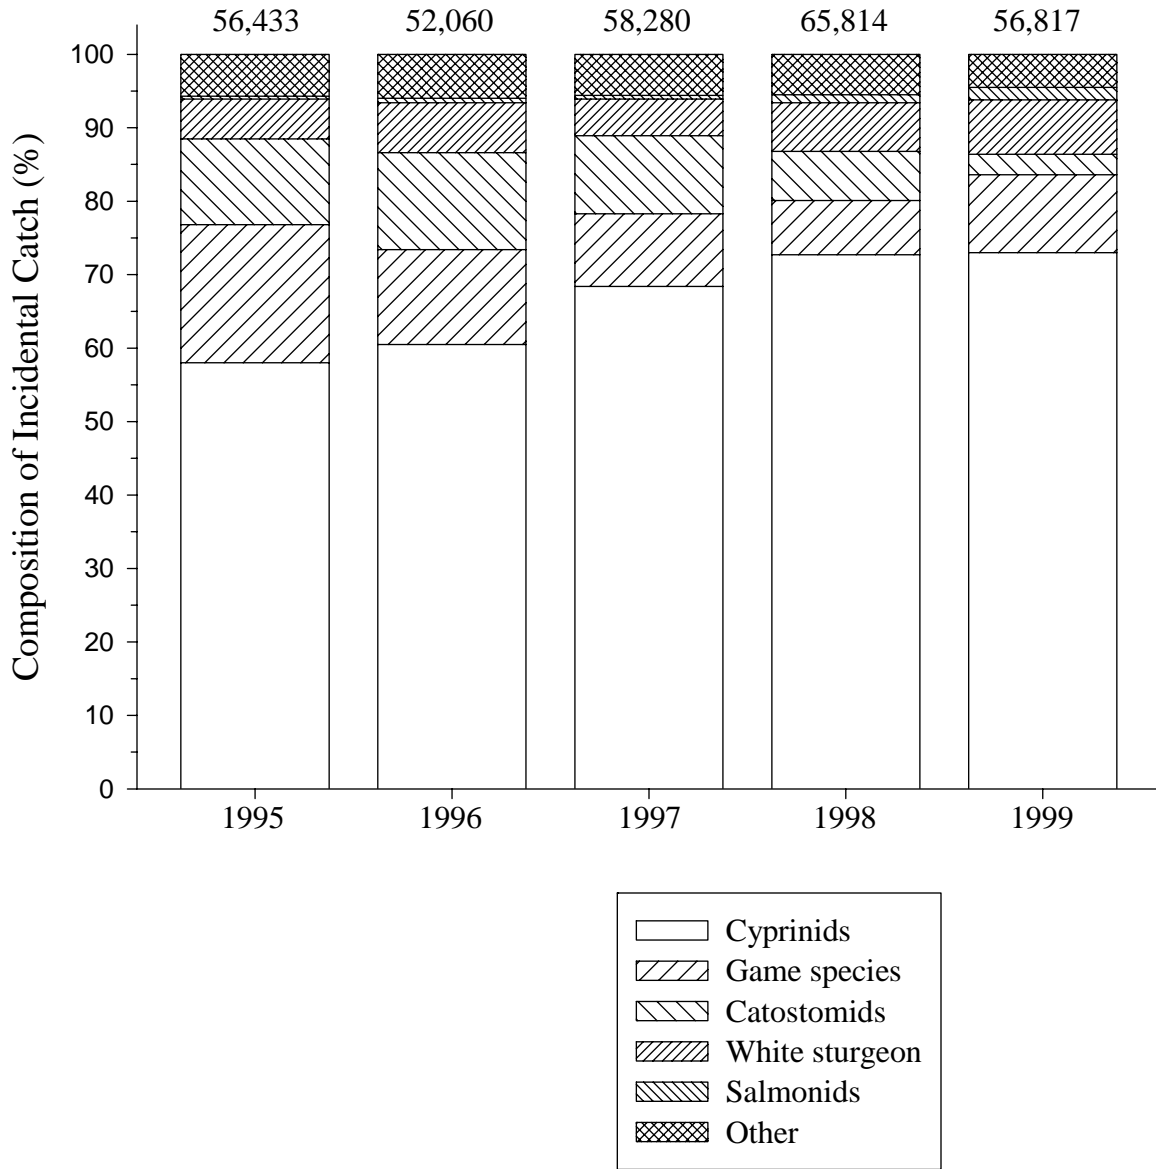 56,433 52,060 58,280 65,814 56,817
Composition of Incidental Catch (%)
100
90
80
70
60
50
40
30
20
10
0
1995 1996 1997 1998 1999
Cyprinids
Game species
Catostomids
White sturgeon
Salmonids
Other